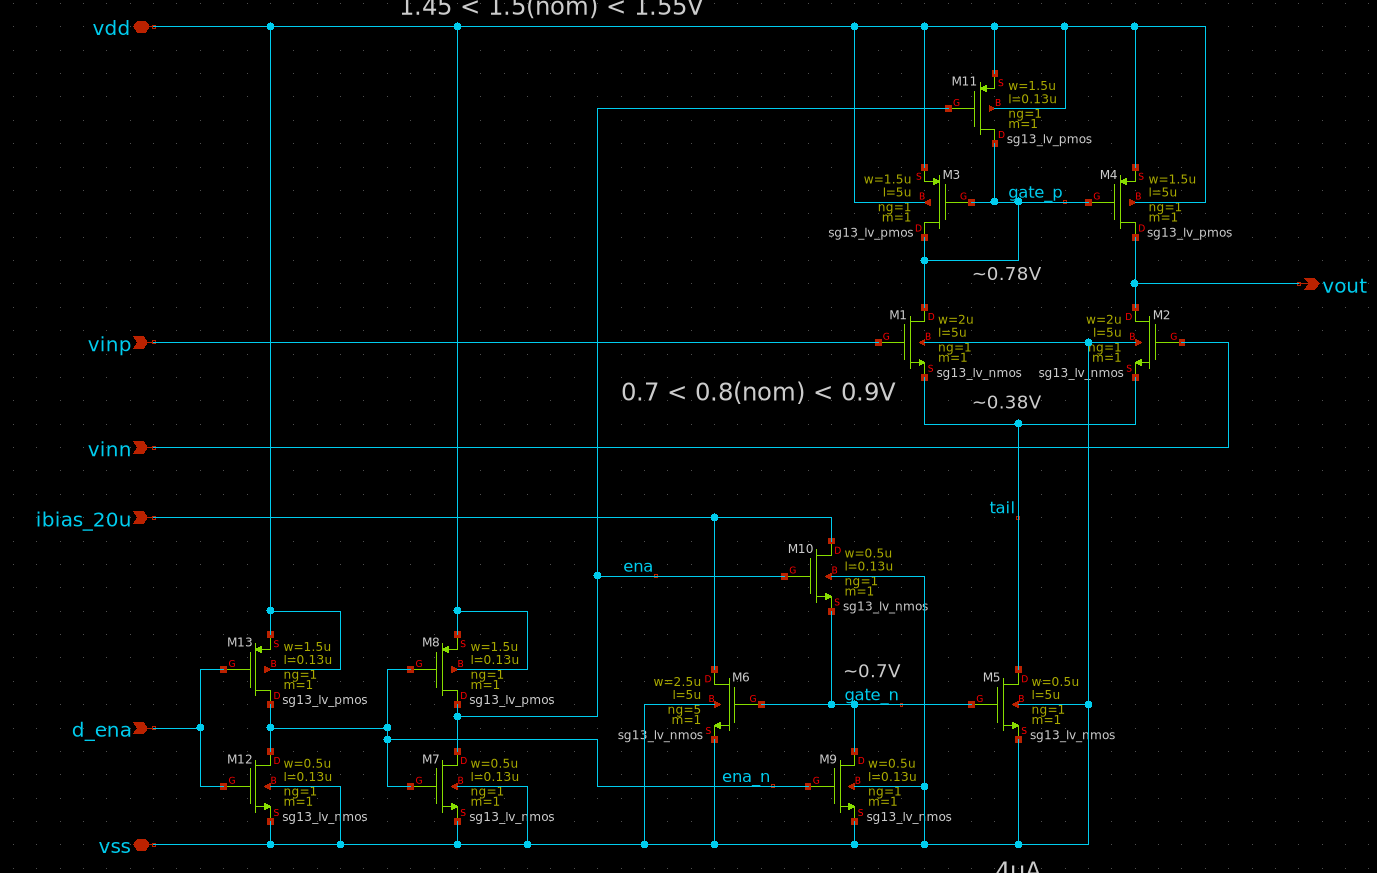 1.45 < 1.5(nom) < 1.55V
vdd
M11
S
w=1.5u
l=0.13u
G
B
ng=1
m=1
D
sg13_lv_pmos
M3
S
w=1.5u
l=5u
G
B
ng=1
m=1
D
sg13_lv_pmos
gate_p
M4
S
w=1.5u
l=5u
G
B
ng=1
m=1
D
sg13_lv_pmos
~0.78V
vout
vinp
M1
D
w=2u
l=5u
G
B
ng=1
m=1
S
sg13_lv_nmos
M2
D
w=2u
l=5u
G
B
ng=1
m=1
S
sg13_lv_nmos
0.7 < 0.8(nom) < 0.9V
~0.38V
vinn
tail
ibias_20u
M10
D
w=0.5u
l=0.13u
G
B
ng=1
m=1
S
sg13_lv_nmos
ena
M13
S
w=1.5u
l=0.13u
G
B
ng=1
m=1
D
sg13_lv_pmos
M8
S
w=1.5u
l=0.13u
G
B
ng=1
m=1
D
sg13_lv_pmos
~0.7V
gate_n
M6
D
w=2.5u
l=5u
G
B
ng=5
m=1
S
sg13_lv_nmos
M5
D
w=0.5u
l=5u
G
B
ng=1
m=1
S
sg13_lv_nmos
d_ena
M12
D
w=0.5u
l=0.13u
G
B
ng=1
m=1
S
sg13_lv_nmos
M7
D
w=0.5u
l=0.13u
G
B
ng=1
m=1
S
sg13_lv_nmos
ena_n
M9
D
w=0.5u
l=0.13u
G
B
ng=1
m=1
S
sg13_lv_nmos
vss
4uA